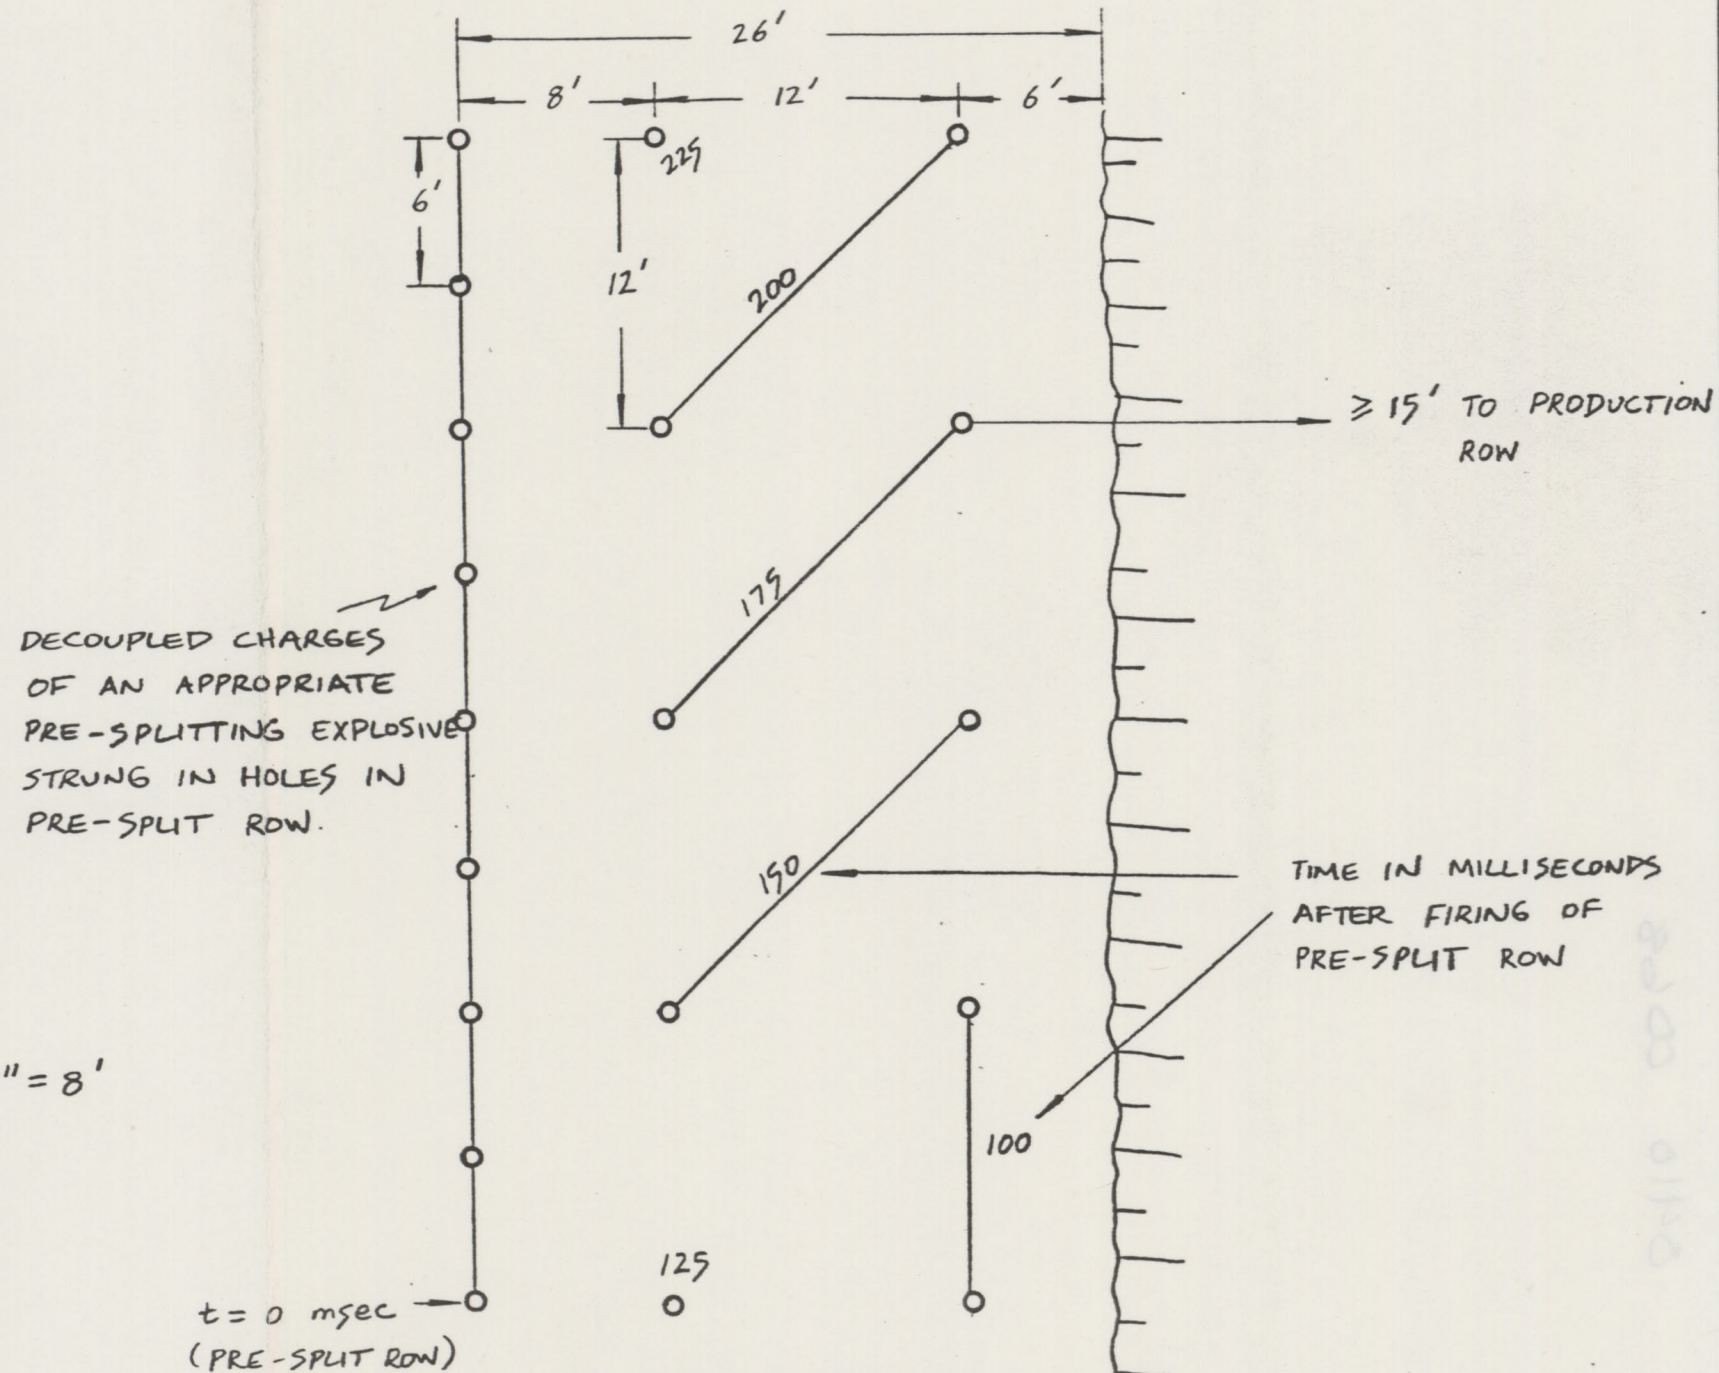 26'
8'
12'
6'
225
6'
12'
200
≥ 15' TO PRODUCTION
ROW
175
DECOUPLED CHARGES
OF AN APPROPRIATE
PRE-SPLITTING EXPLOSIVE
STRUNG IN HOLES IN
PRE-SPLIT ROW.
150
TIME IN MILLISECONDS
AFTER FIRING OF
PRE-SPLIT ROW
" = 8'
100
125
t = 0 msec
(PRE-SPLIT ROW)